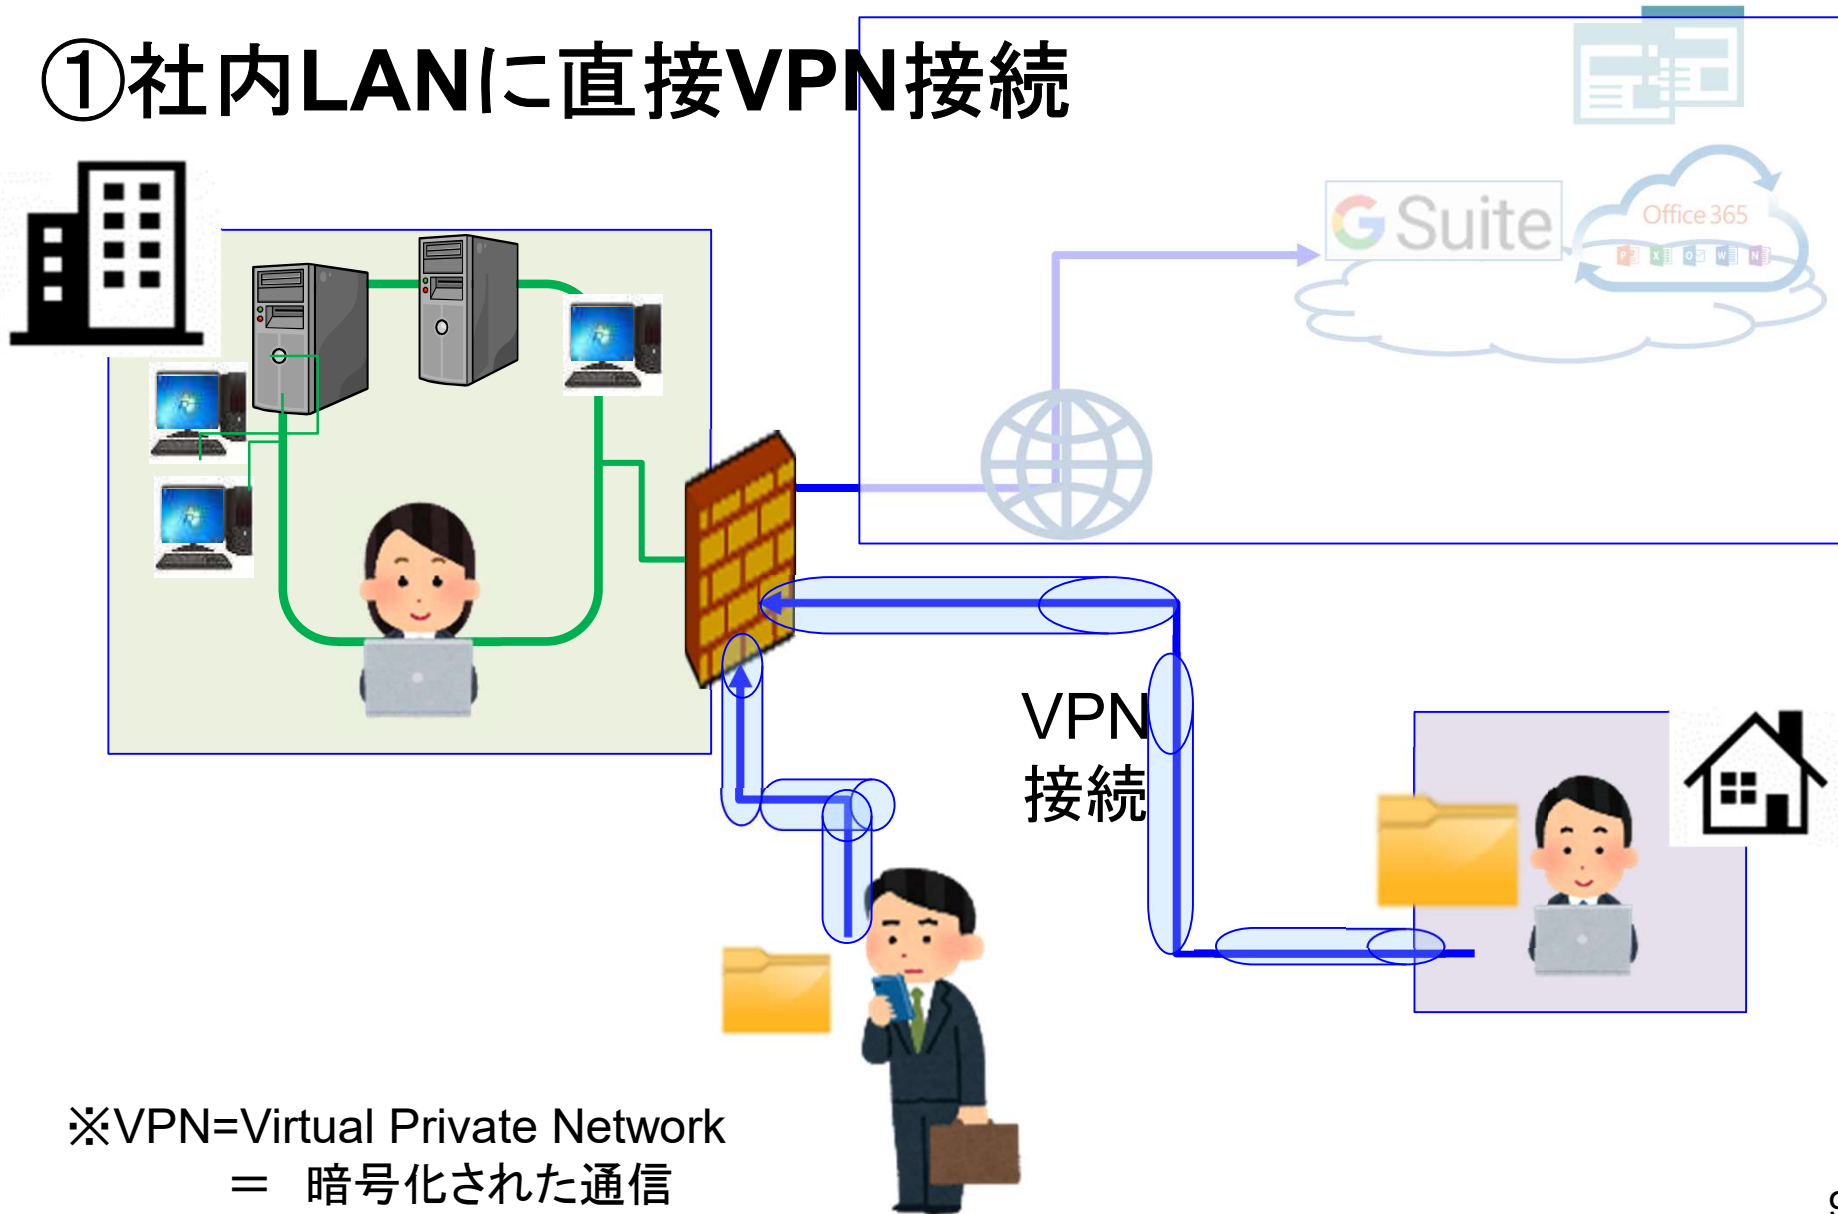 ①社内LANに直接VPN接続
G Suite
Office 365
VPN
接続
※VPN=Virtual Private Network
＝ 暗号化された通信